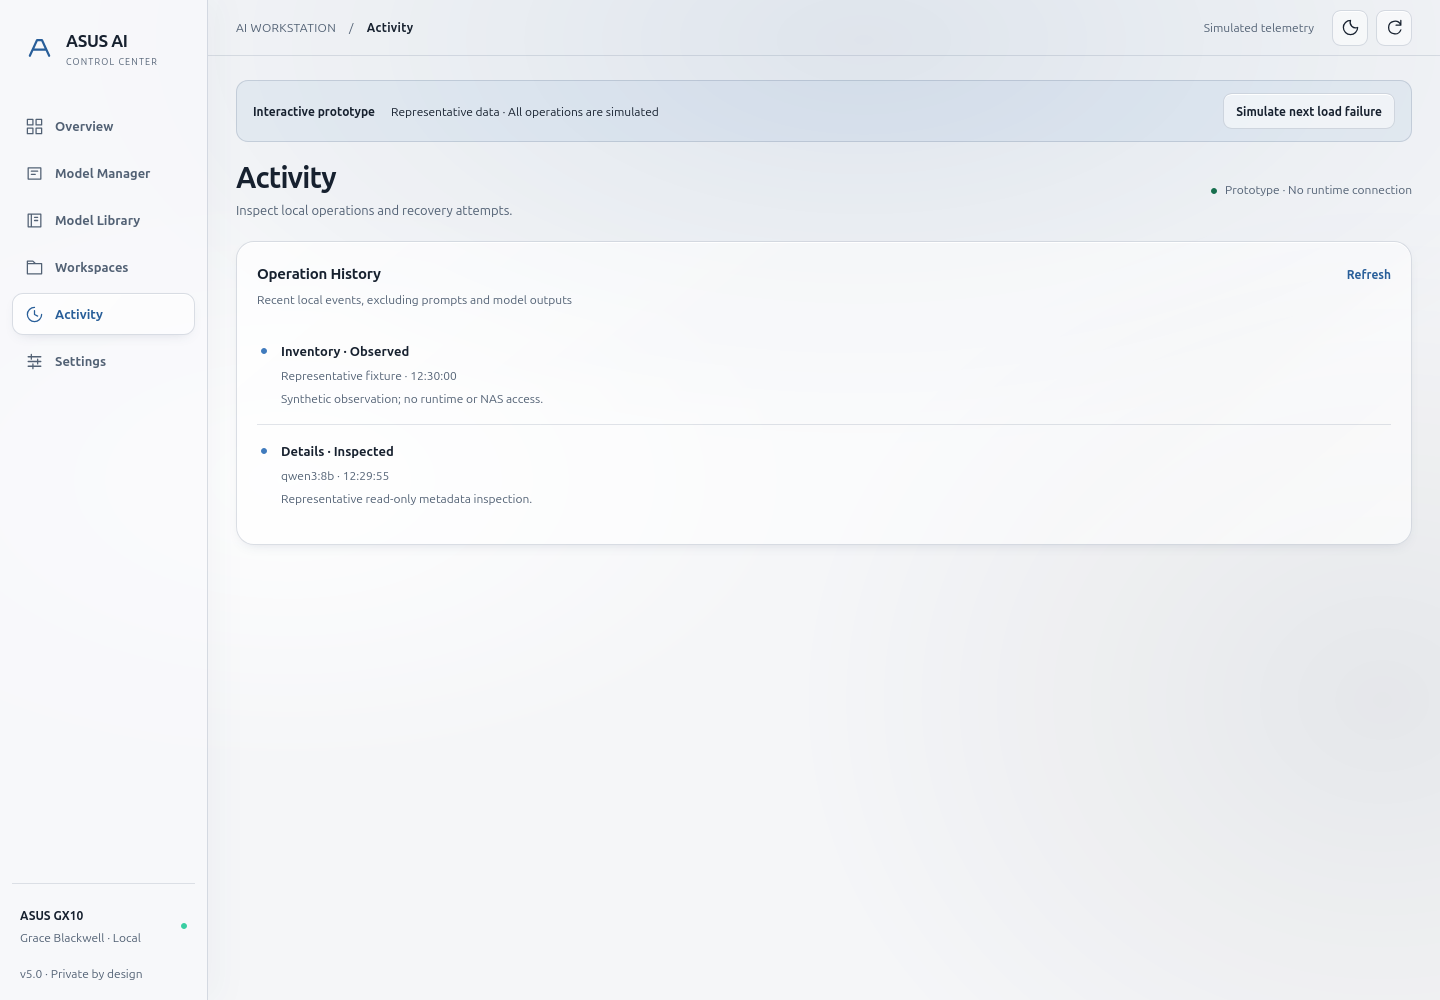 ASUS AI
CONTROL CENTER
Overview
Model Manager
Model Library
Workspaces
Activity
Settings
ASUS GX10
Grace Blackwell · Local
v5.0 · Private by design
AI WORKSTATION / Activity
Simulated telemetry
Interactive prototype Representative data · All operations are simulated
Simulate next load failure
Activity
Inspect local operations and recovery attempts.
Prototype · No runtime connection
Operation History
Refresh
Recent local events, excluding prompts and model outputs
Inventory · Observed
Representative fixture · 12:30:00
Synthetic observation; no runtime or NAS access.
Details · Inspected
qwen3:8b · 12:29:55
Representative read-only metadata inspection.